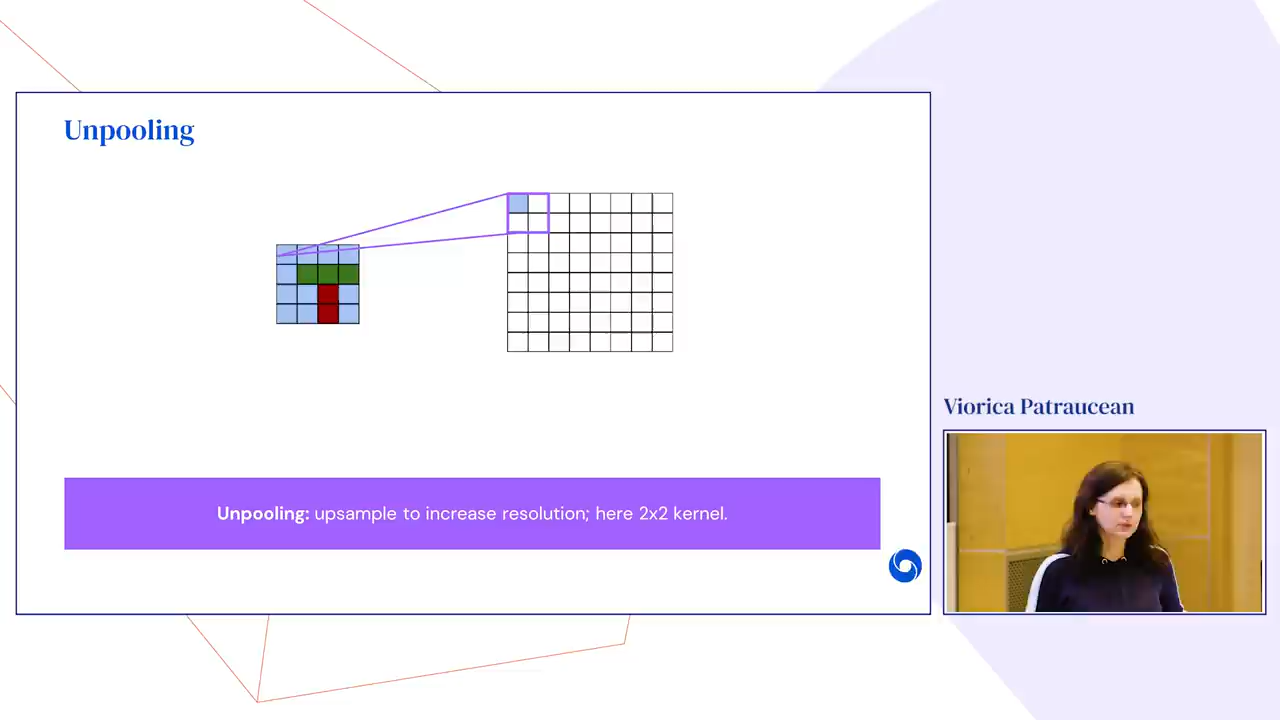 Unpooling
Viorica Patraucean
Unpooling: upsample to increase resolution; here 2x2 kernel.